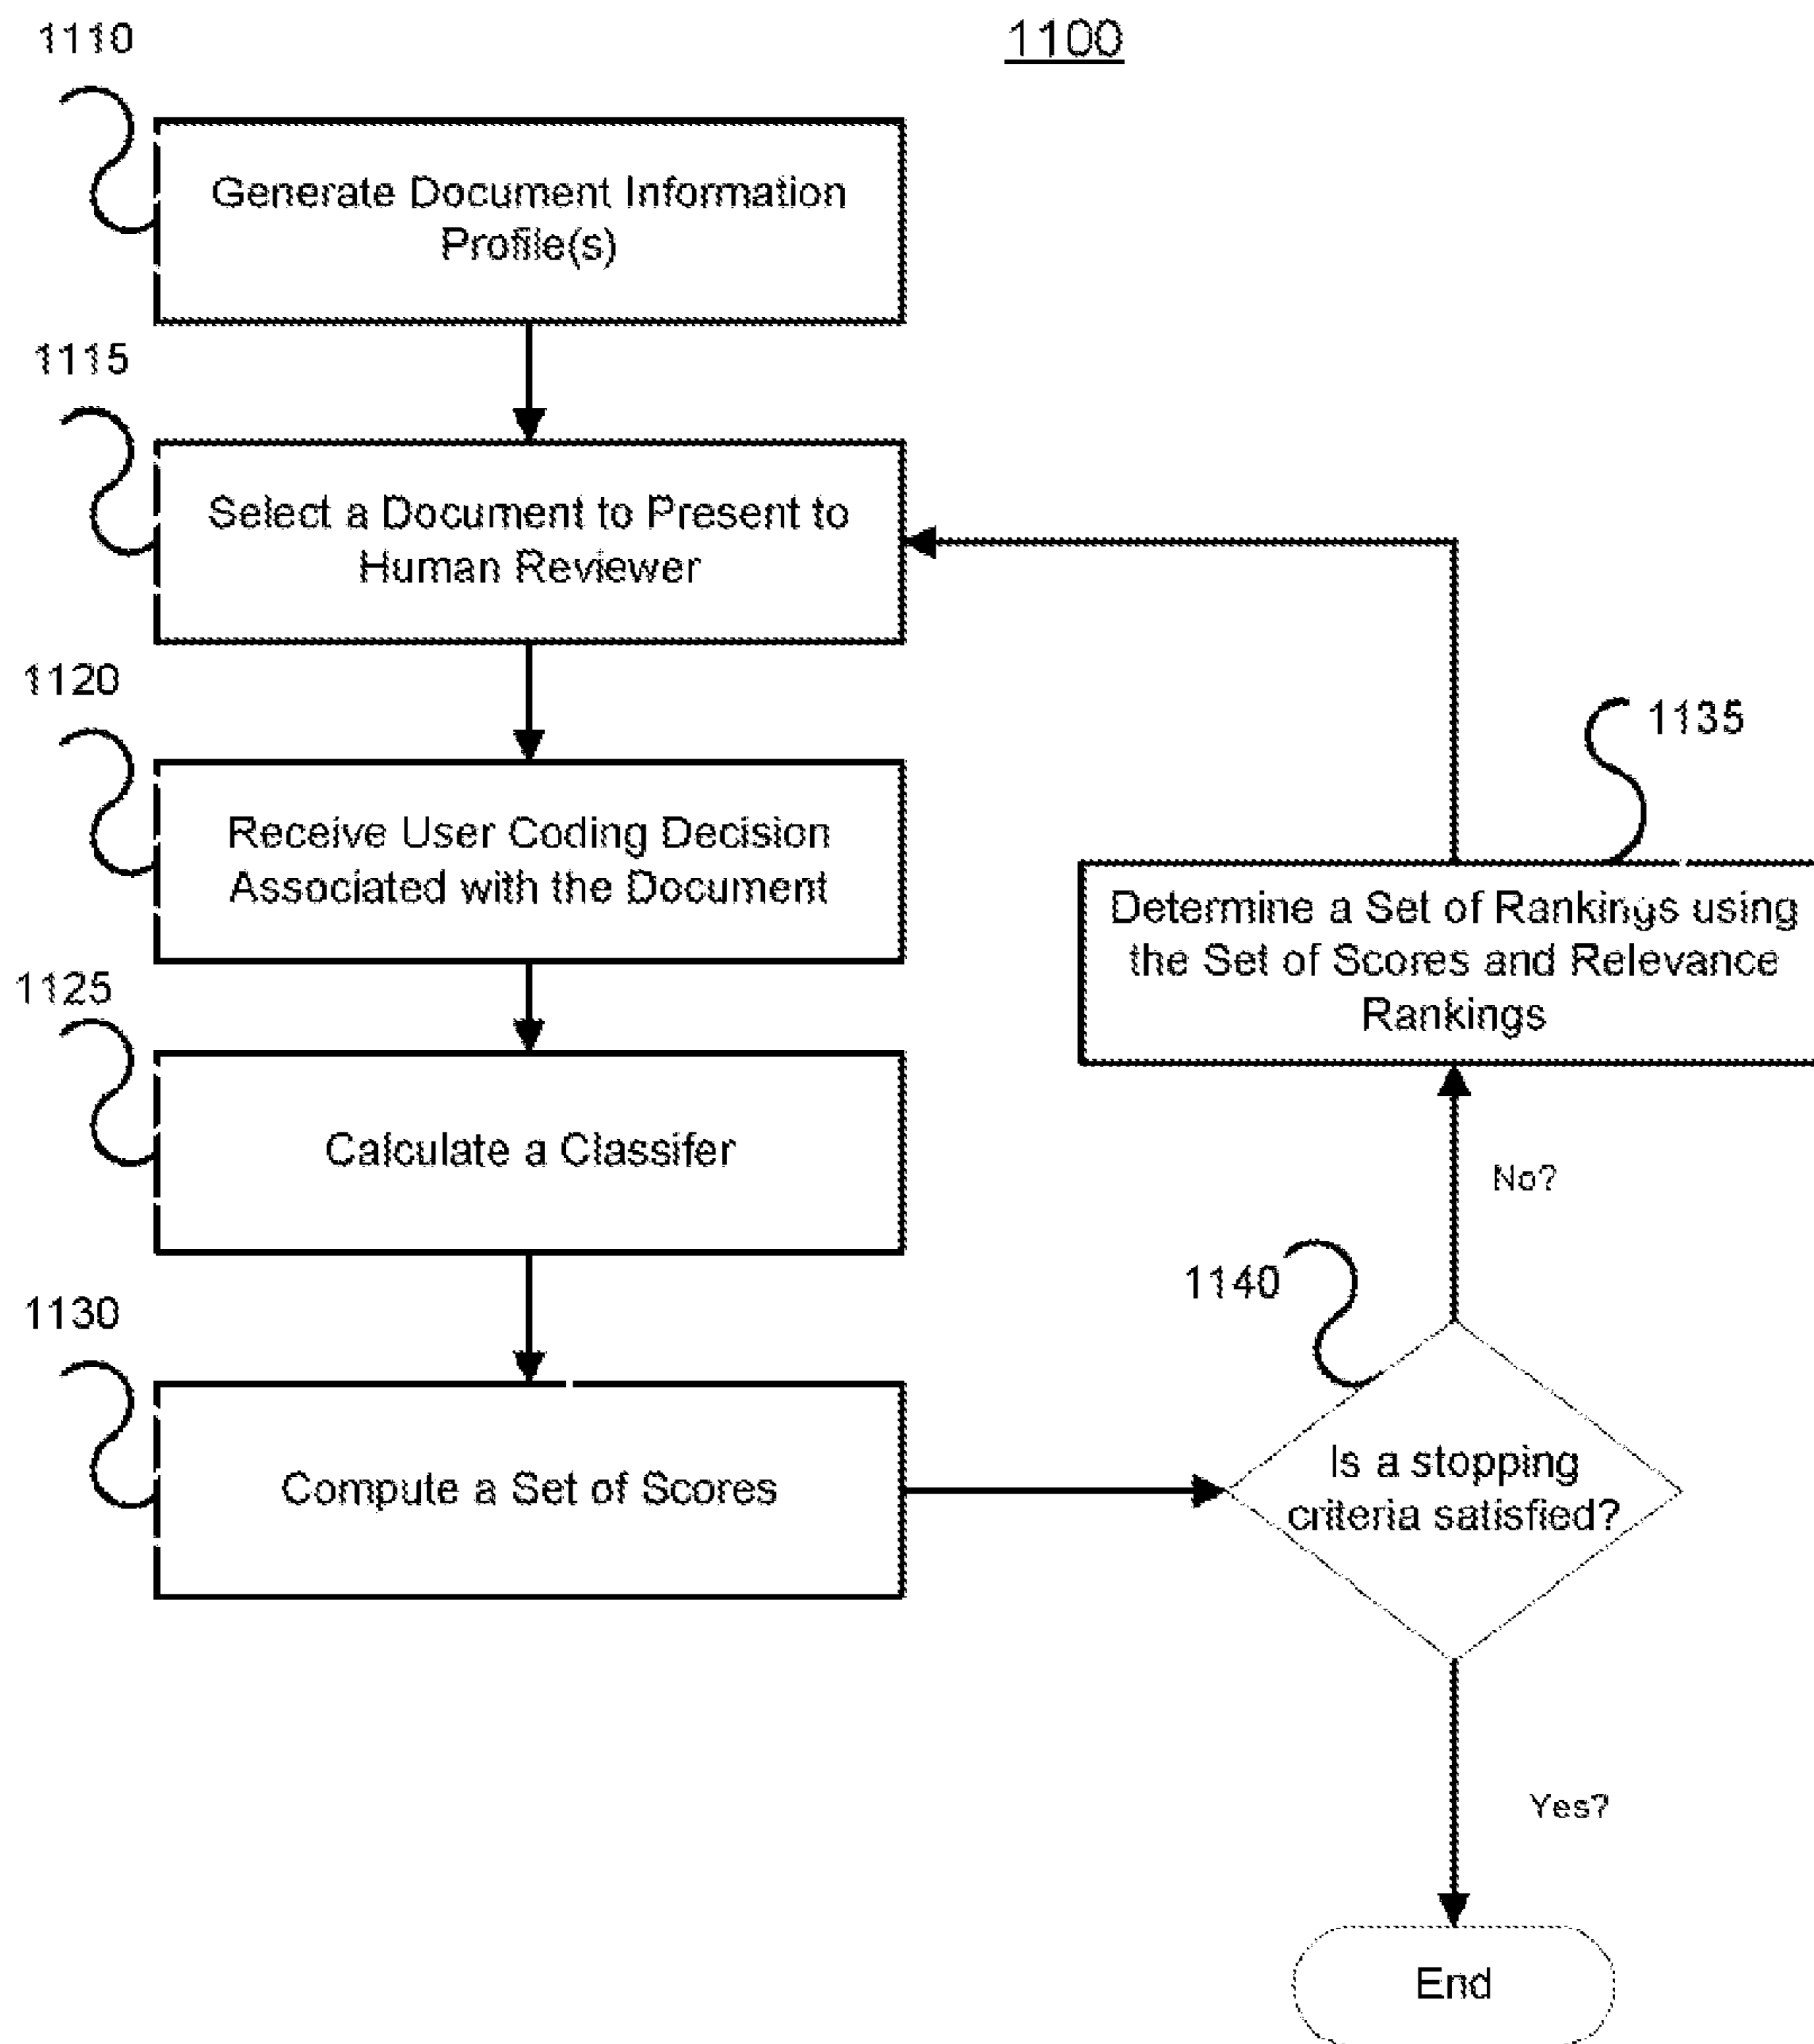 1100
1110
Generate Document Information
Profile(s)
1115
Select a Document to Present to
Human Reviewer
1120
Receive User Coding Decision
Associated with the Document
1125
Calculate a Classifer
1130
Compute a Set of Scores
1135
Determine a Set of Rankings using
the Set of Scores and Relevance
Rankings
No?
1140
Is a stopping
criteria satisfied?
Yes?
End